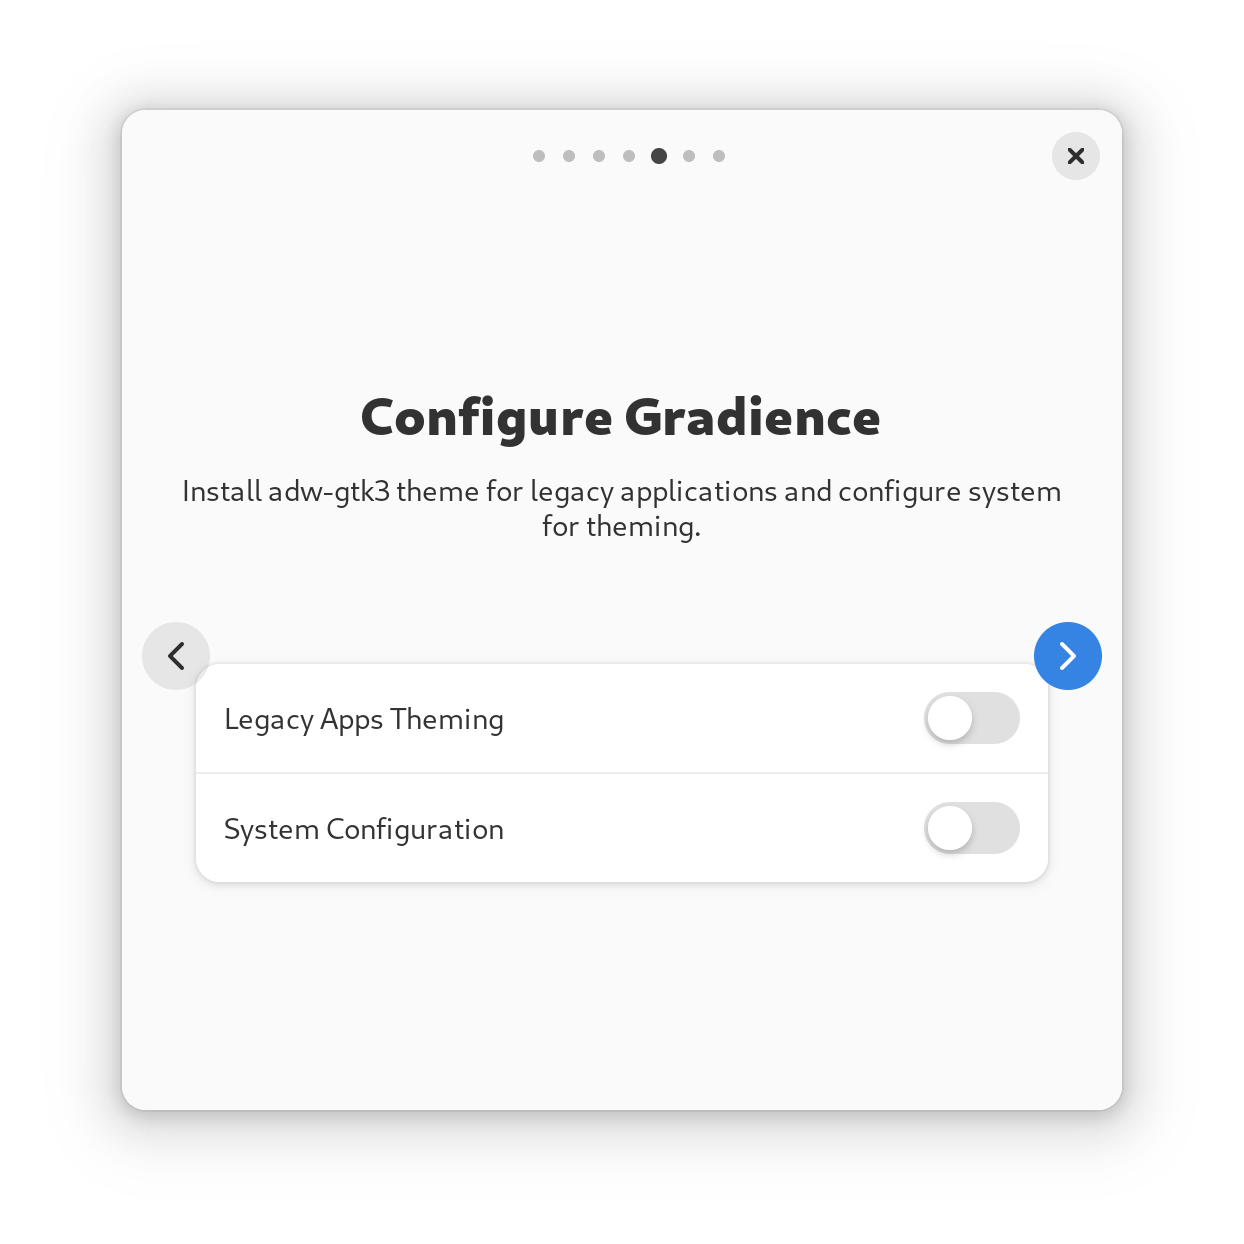 Configure Gradience
Install adw-gtk3 theme for legacy applications and configure system
for theming.
Legacy Apps Theming
System Configuration